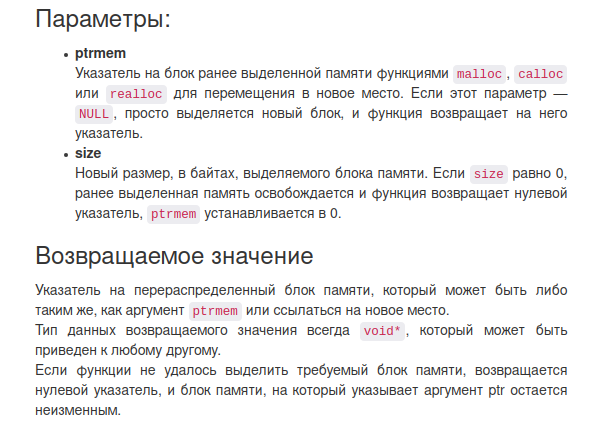 Параметры:
ptrmem
Указатель на блок ранее выделенной памяти функциями malloc, calloc
или realloc для перемещения в новое место. Если этот параметр —
NULL, просто выделяется новый блок, и функция возвращает на него
указатель.
size
Новый размер, в байтах, выделяемого блока памяти. Если size равно 0,
ранее выделенная память освобождается и функция возвращает нулевой
указатель, ptrmem устанавливается в 0.
Возвращаемое значение
Указатель на перераспределенный блок памяти, который может быть либо
таким же, как аргумент ptrmem или ссылаться на новое место.
Тип данных возвращаемого значения всегда void*, который может быть
приведен к любому другому.
Если функции не удалось выделить требуемый блок памяти, возвращается
нулевой указатель, и блок памяти, на который указывает аргумент ptr остается
неизменным.